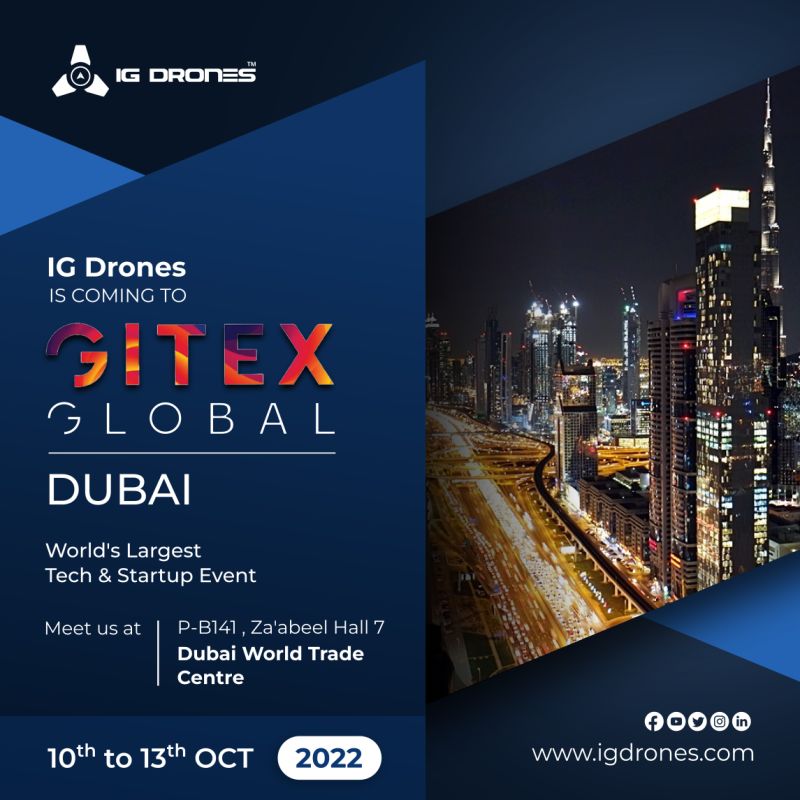 IG DRONES™
IG Drones
IS COMING TO
GITEX
GLOBAL
DUBAI
World's Largest
Tech & Startup Event
Meet us at
P-B141 , Za'abeel Hall 7
Dubai World Trade
Centre
10th to 13th OCT
2022
www.igdrones.com